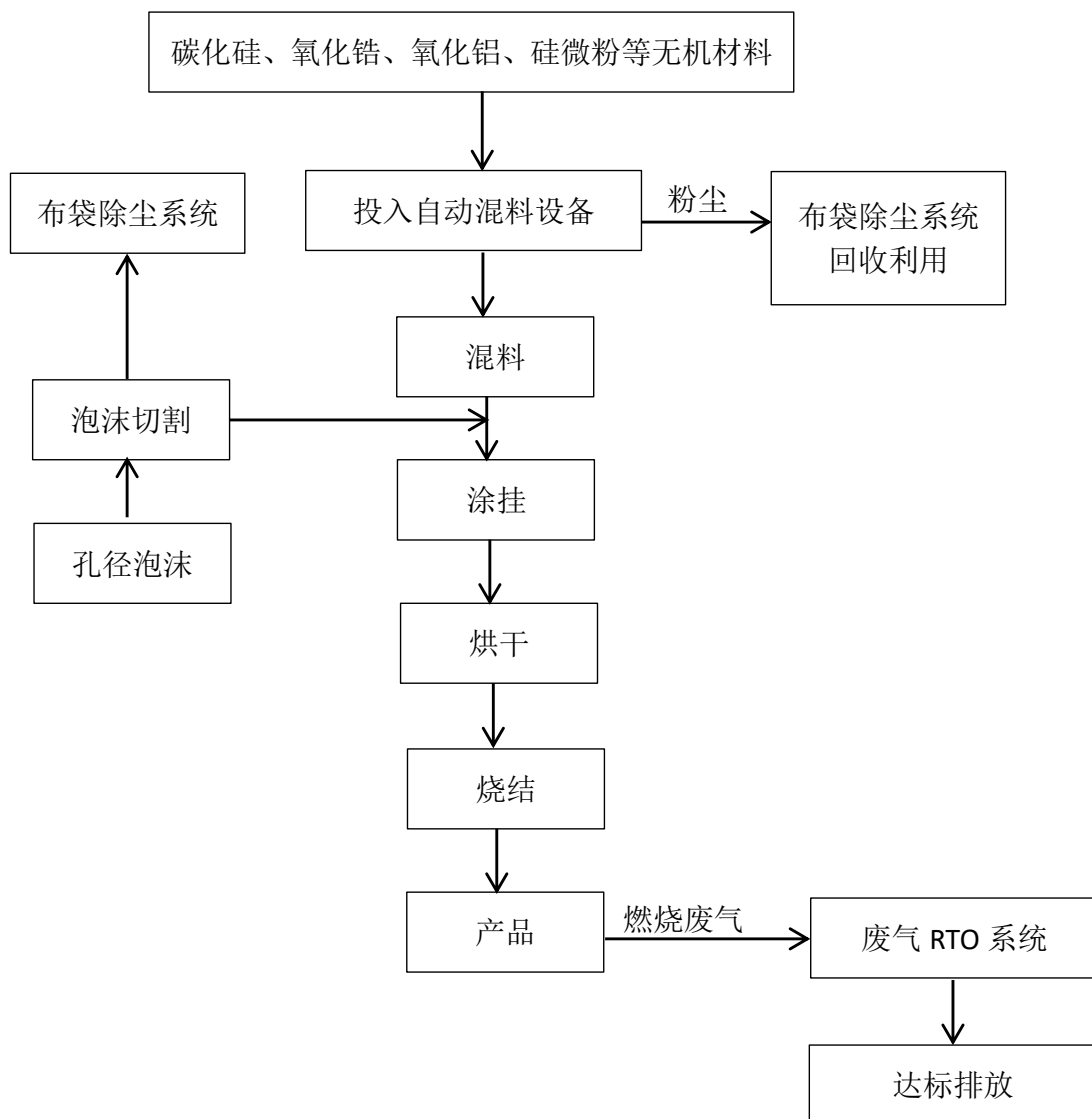 碳化硅、氧化锆、氧化铝、硅微粉等无机材料
布袋除尘系统
投入自动混料设备
粉尘
布袋除尘系统
回收利用
混料
泡沫切割
涂挂
孔径泡沫
烘干
烧结
产品
燃烧废气
废气 RTO 系统
达标排放